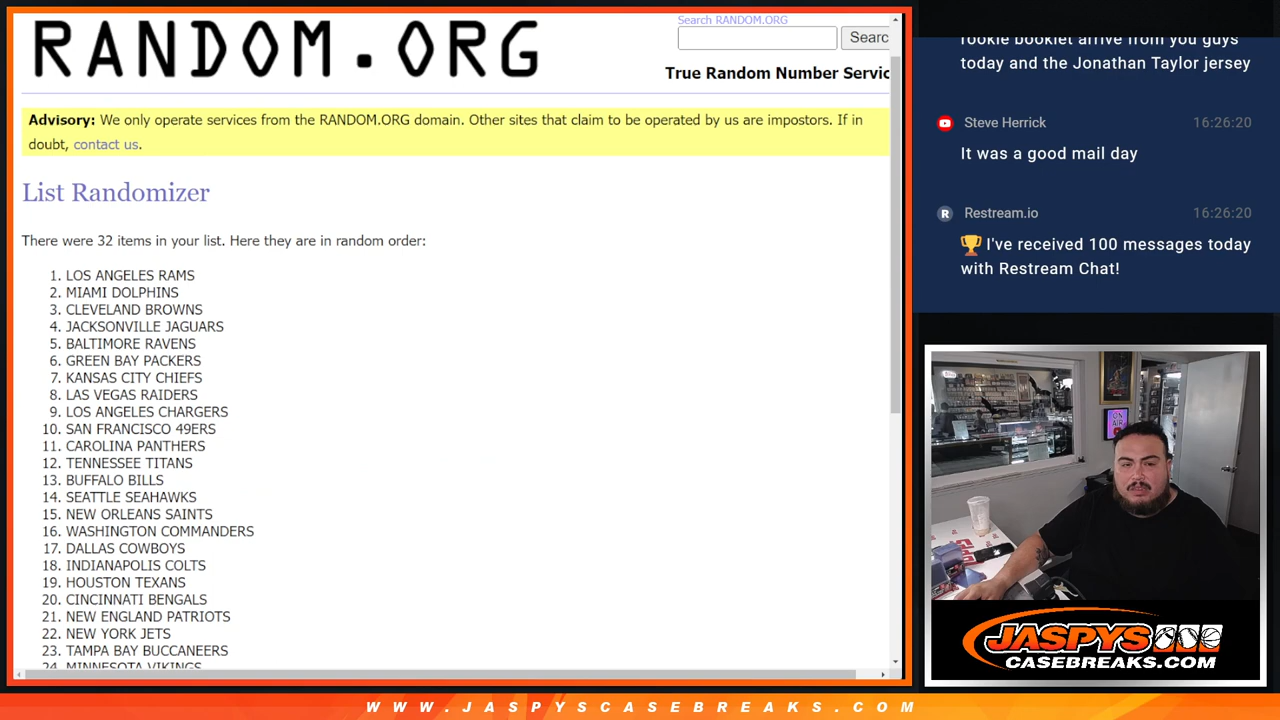 RANDOM.ORG
Search RANDOM.ORG
Searc
True Random Number Servic
Advisory: We only operate services from the RANDOM.ORG domain. Other sites that claim to be operated by us are impostors. If in
doubt, contact us.
List Randomizer
There were 32 items in your list. Here they are in random order:
1. LOS ANGELES RAMS
2. MIAMI DOLPHINS
3. CLEVELAND BROWNS
4. JACKSONVILLE JAGUARS
5. BALTIMORE RAVENS
6. GREEN BAY PACKERS
7. KANSAS CITY CHIEFS
8. LAS VEGAS RAIDERS
9. LOS ANGELES CHARGERS
10. SAN FRANCISCO 49ERS
11. CAROLINA PANTHERS
12. TENNESSEE TITANS
13. BUFFALO BILLS
14. SEATTLE SEAHAWKS
15. NEW ORLEANS SAINTS
16. WASHINGTON COMMANDERS
17. DALLAS COWBOYS
18. INDIANAPOLIS COLTS
19. HOUSTON TEXANS
20. CINCINNATI BENGALS
21. NEW ENGLAND PATRIOTS
22. NEW YORK JETS
23. TAMPA BAY BUCCANEERS
24. MINNESOTA VIKINGS
rookie booklet arrive from you guys
today and the Jonathan Taylor jersey
Steve Herrick 16:26:20
It was a good mail day
R Restream.io 16:26:20
🏆 I've received 100 messages today
with Restream Chat!
ON
AIR
JASPYS
CASEBREAKS.COM
WWW.JASPYSCASEBREAKS.COM